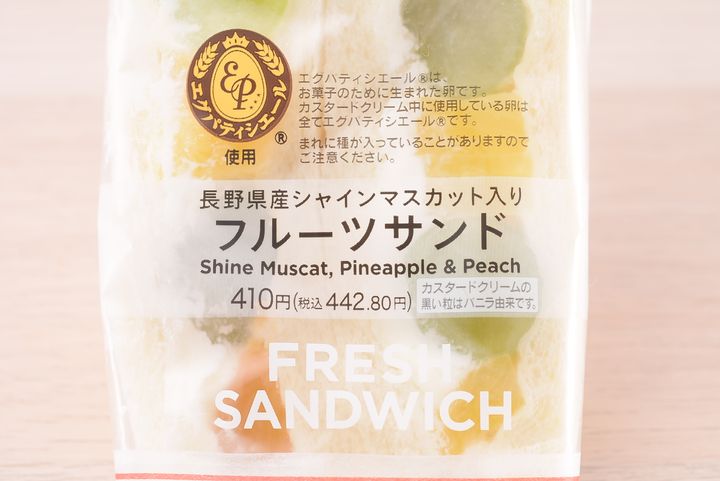 EP
エグパティシエール
®
使用
エグパティシエール®は、
お菓子のために生まれた卵です。
カスタードクリーム中に使用している卵は
全てエグパティシエール®です。
まれに種が入っていることがありますので
ご注意ください。
長野県産シャインマスカット入り
フルーツサンド
Shine Muscat, Pineapple & Peach
410円(税込442.80円)
カスタードクリームの
黒い粒はバニラ由来です。
FRESH
SANDWICH